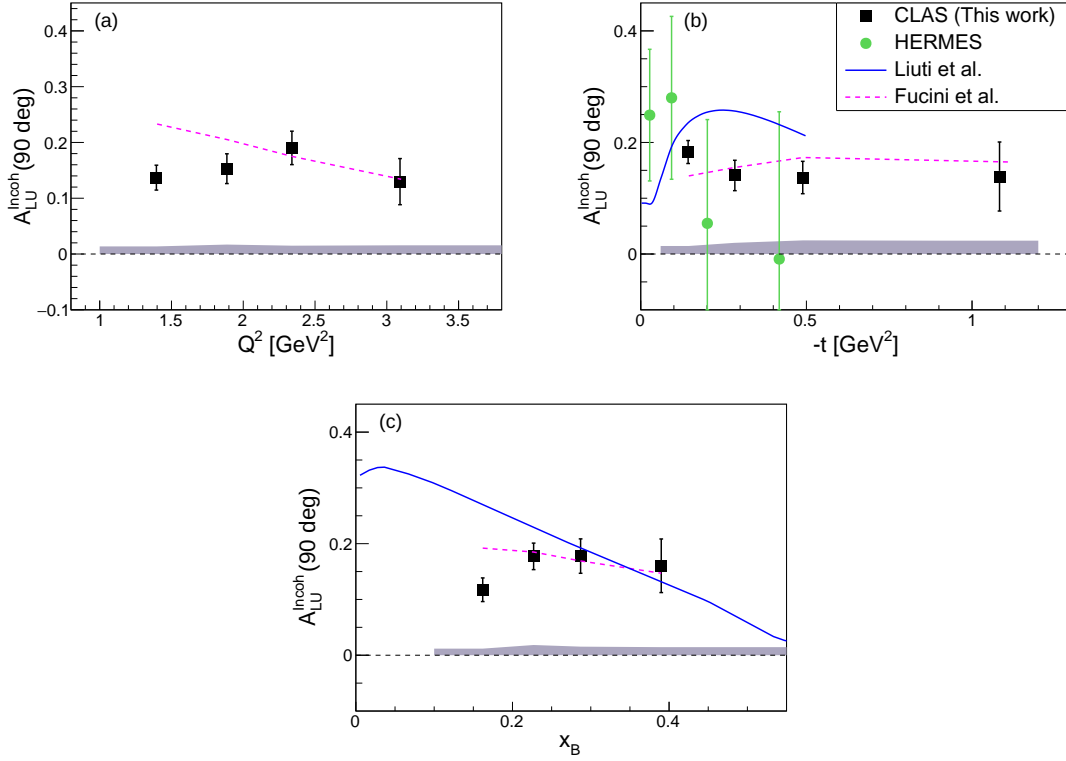 (a)
0.4
0.3
0.2
0.1
0
−0.1
A_LU^Incoh (90 deg)
1 1.5 2 2.5 3 3.5
Q² [GeV²]
(b)
CLAS (This work)
HERMES
Liuti et al.
Fucini et al.
0.4
0.2
0
A_LU^Incoh (90 deg)
0 0.5 1
-t [GeV²]
(c)
0.4
0.2
0
A_LU^Incoh (90 deg)
0 0.2 0.4
x_B